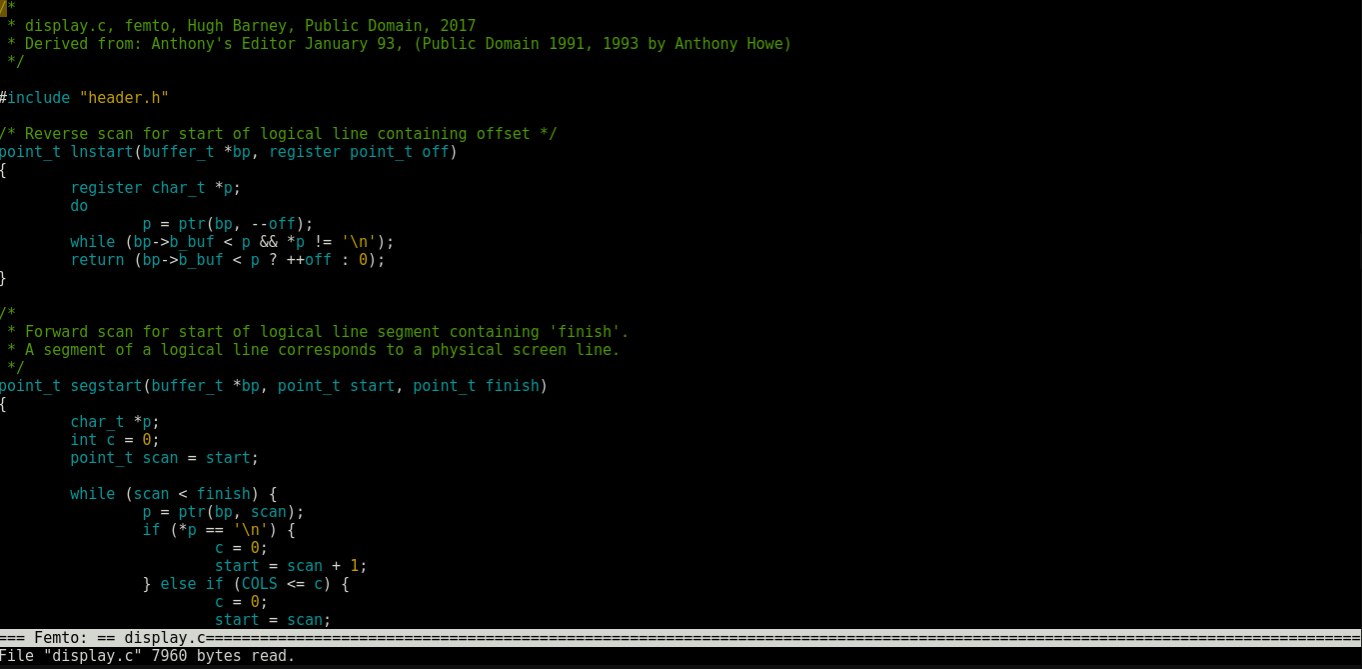 /*
 * display.c, femto, Hugh Barney, Public Domain, 2017
 * Derived from: Anthony's Editor January 93, (Public Domain 1991, 1993 by Anthony Howe)
 */

#include "header.h"

/* Reverse scan for start of logical line containing offset */
point_t lnstart(buffer_t *bp, register point_t off)
{
        register char_t *p;
        do
                p = ptr(bp, --off);
        while (bp->b_buf < p && *p != '\n');
        return (bp->b_buf < p ? ++off : 0);
}

/*
 * Forward scan for start of logical line segment containing 'finish'.
 * A segment of a logical line corresponds to a physical screen line.
 */
point_t segstart(buffer_t *bp, point_t start, point_t finish)
{
        char_t *p;
        int c = 0;
        point_t scan = start;

        while (scan < finish) {
                p = ptr(bp, scan);
                if (*p == '\n') {
                        c = 0;
                        start = scan + 1;
                } else if (COLS <= c) {
                        c = 0;
                        start = scan;
=== Femto: == display.c================================================================================================================================
File "display.c" 7960 bytes read.